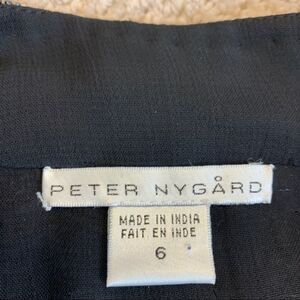 PETER NYGÅRD
MADE IN INDIA
FAIT EN INDE
6